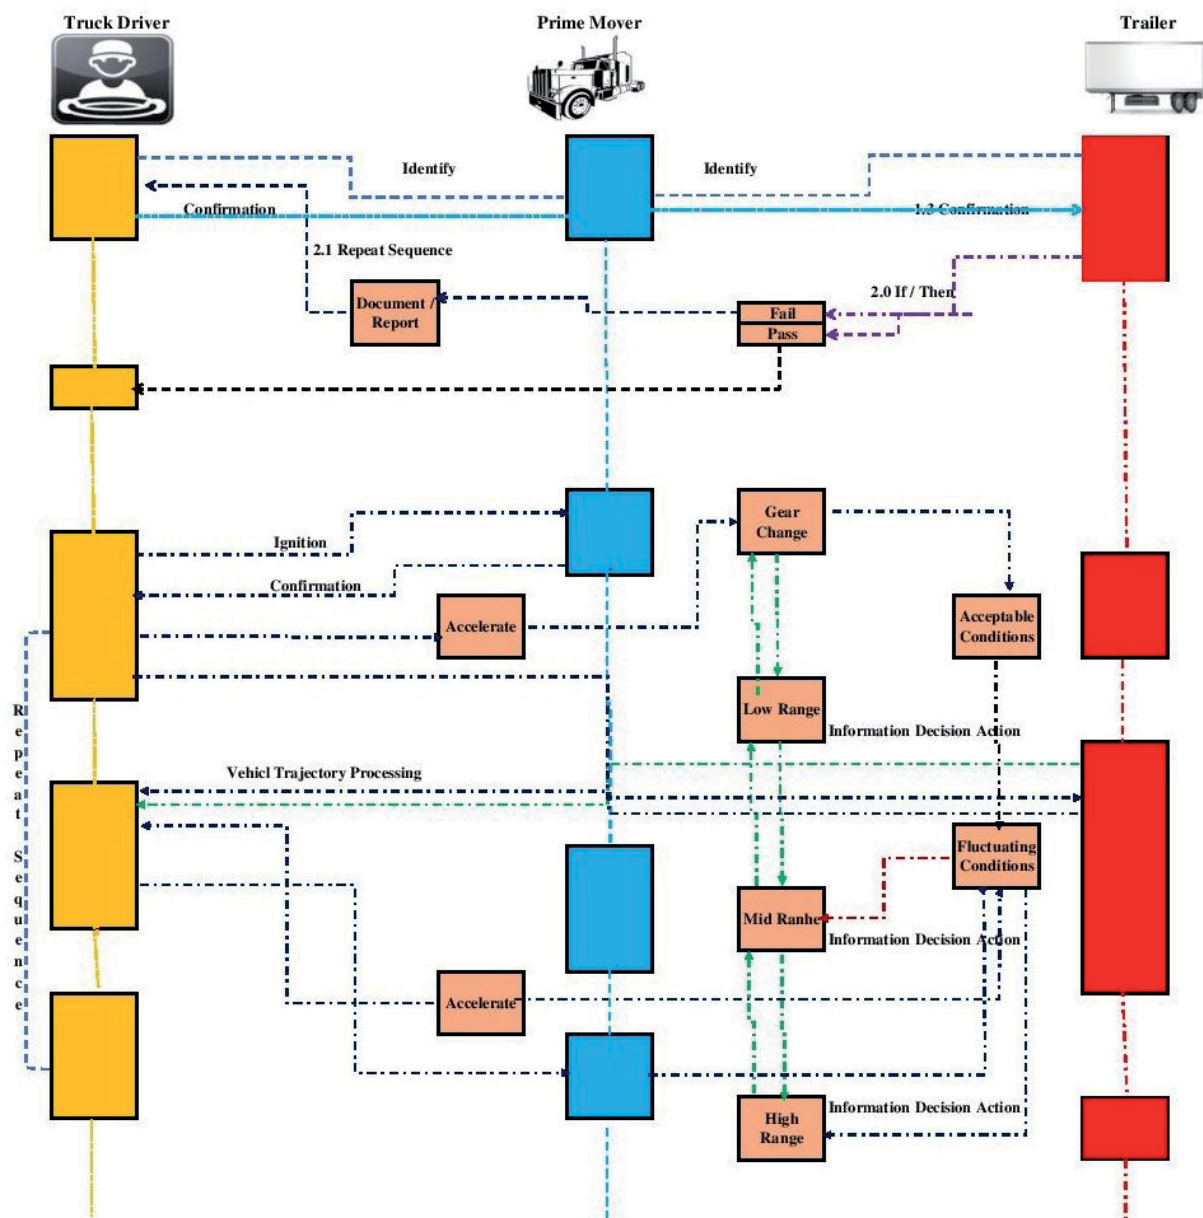 Truck Driver
Prime Mover
Trailer
Identify
Identify
Confirmation
1.3 Confirmation
2.1 Repeat Sequence
2.0 If / Then
Document /
Report
Fail
Pass
Gear
Change
Ignition
Confirmation
Accelerate
Acceptable
Conditions
Repeat Sequence
Low Range
Information Decision Action
Vehicl Trajectory Processing
Fluctuating
Conditions
Mid Ranhe
Information Decision Action
Accelerate
High
Range
Information Decision Action